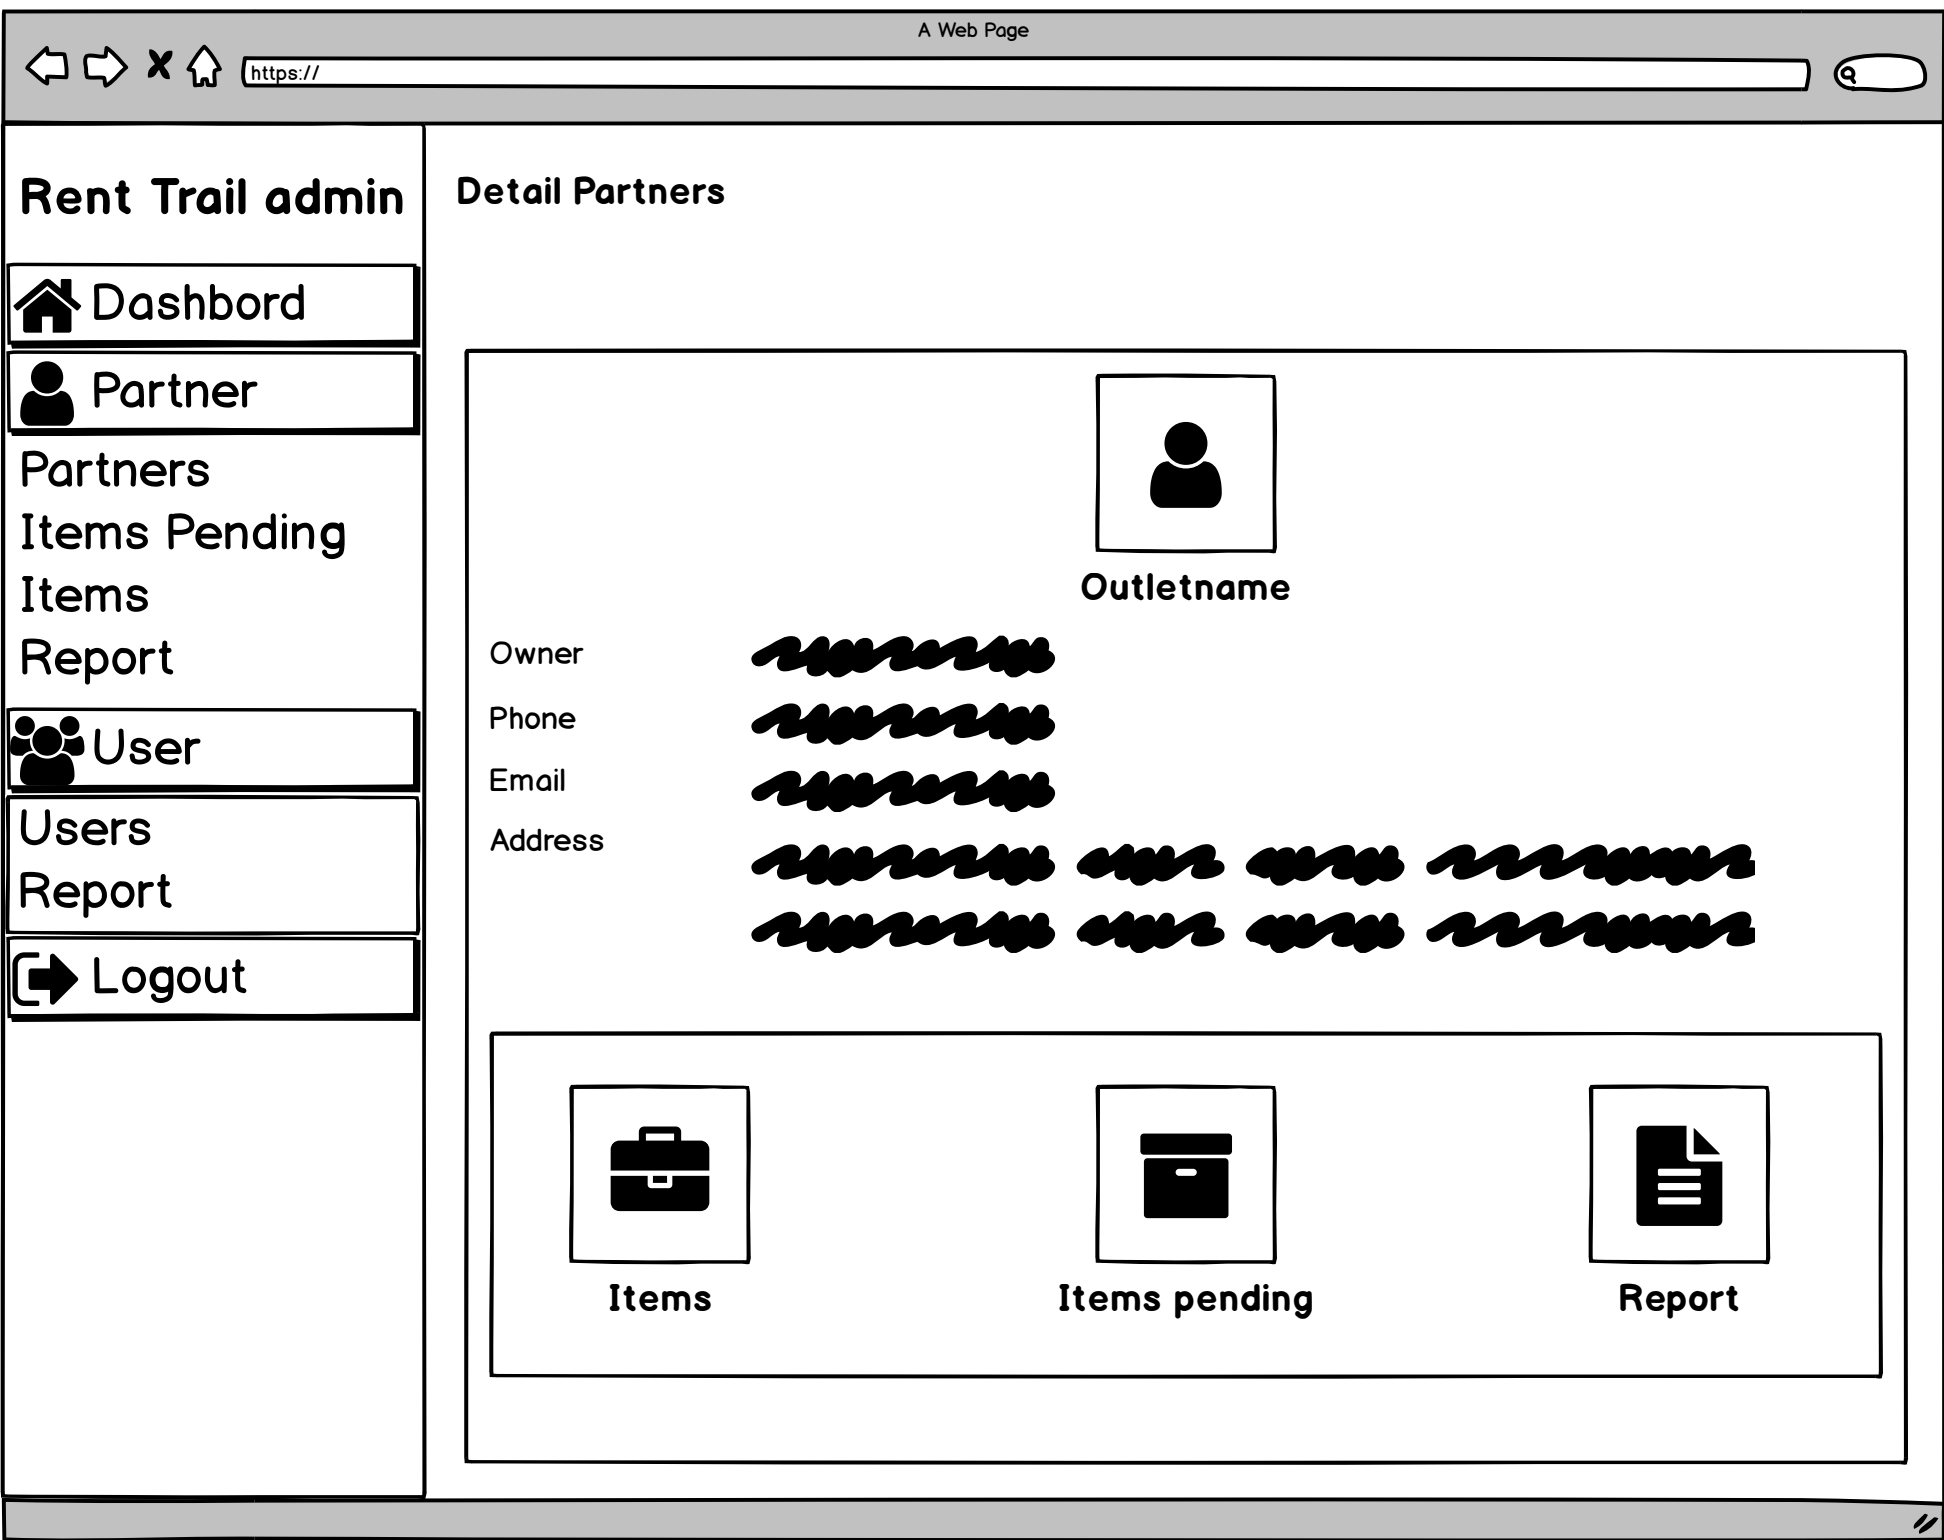 A Web Page
https://
Rent Trail admin
Dashbord
Partner
Partners
Items Pending
Items
Report
User
Users
Report
Logout
Detail Partners
Outletname
Owner
Phone
Email
Address
Items
Items pending
Report